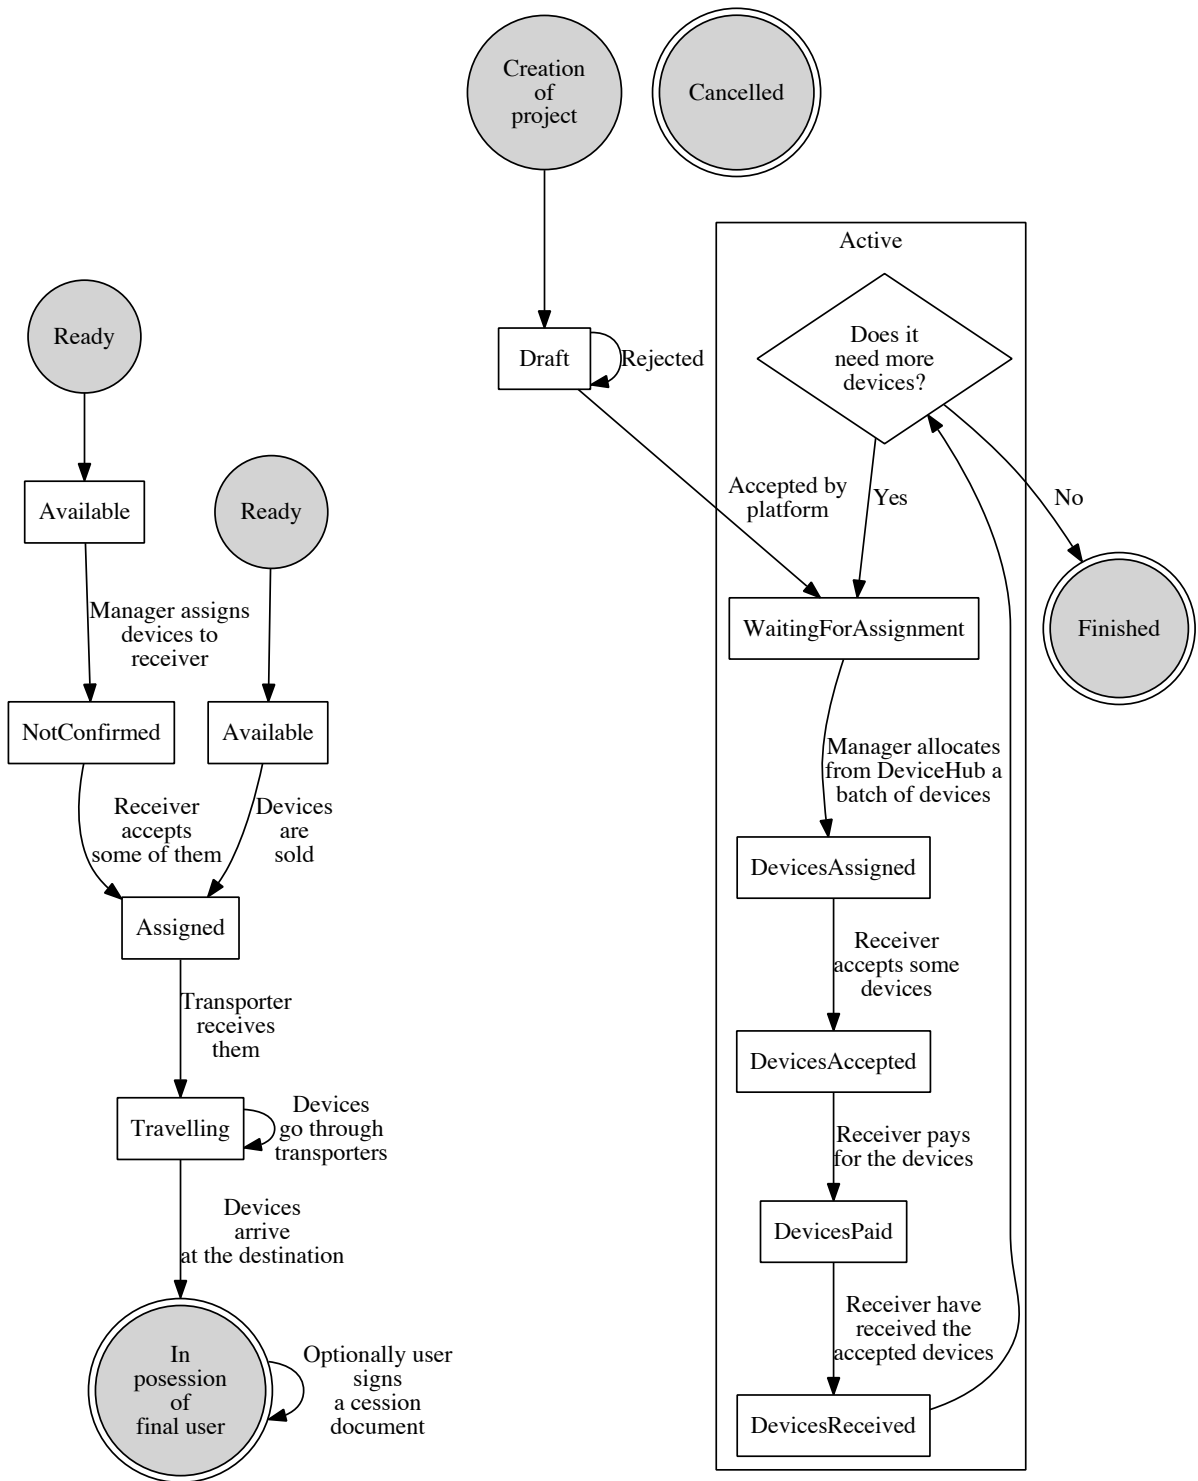 Creation
of
project
Cancelled
Active
Ready
Draft
Rejected
Does it
need more
devices?
Available
Ready
Accepted by
platform
Yes
No
Manager assigns
devices to
receiver
WaitingForAssignment
Finished
NotConfirmed
Available
Manager allocates
from DeviceHub a
batch of devices
Receiver
accepts
some of them
Devices
are
sold
DevicesAssigned
Assigned
Receiver
accepts some
devices
Transporter
receives
them
DevicesAccepted
Travelling
Devices
go through
transporters
Receiver pays
for the devices
Devices
arrive
at the destination
DevicesPaid
Receiver have
received the
accepted devices
In
posession
of
final user
Optionally user
signs
a cession
document
DevicesReceived